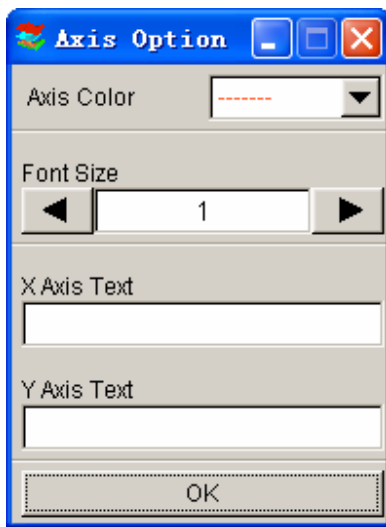 Axis Option
Axis Color
-------
Font Size
1
X Axis Text
Y Axis Text
OK